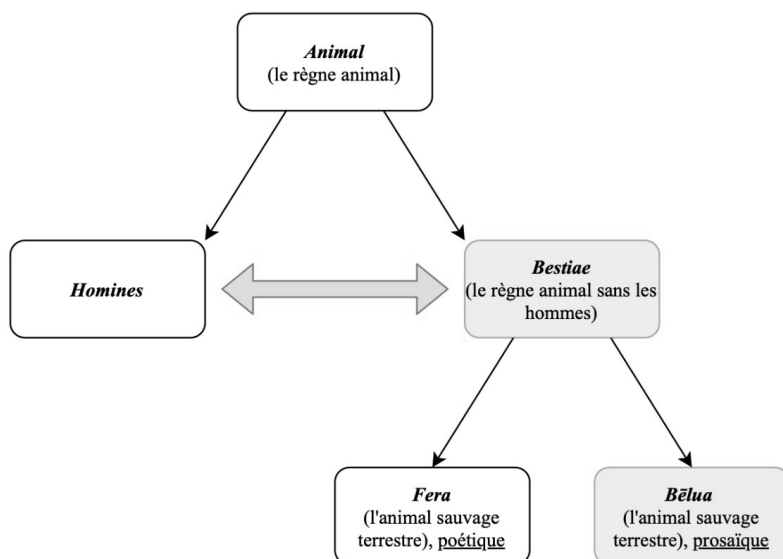 Animal
(le règne animal)
Homines
Bestiae
(le règne animal sans les
hommes)
Fera
(l'animal sauvage
terrestre), poétique
Bēlua
(l'animal sauvage
terrestre), prosaïque